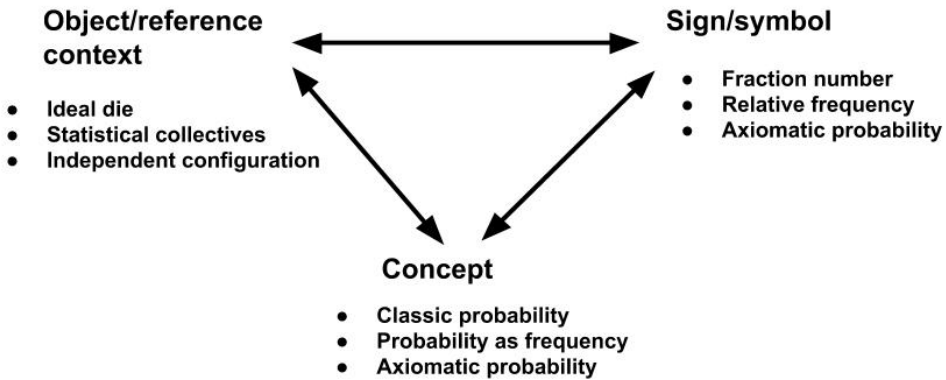 Object/reference
context
● Ideal die
● Statistical collectives
● Independent configuration
Sign/symbol
● Fraction number
● Relative frequency
● Axiomatic probability
Concept
● Classic probability
● Probability as frequency
● Axiomatic probability